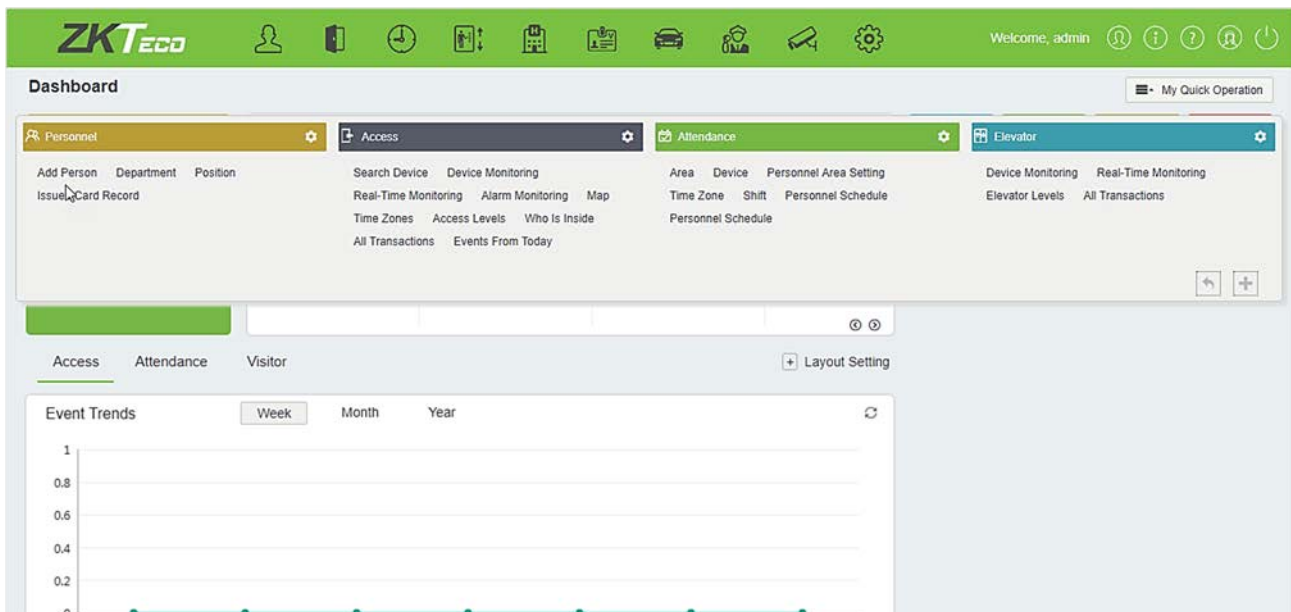 ZKTeco
Welcome, admin
Dashboard
My Quick Operation
Personnel
Add Person Department Position
Issued Card Record
Access
Search Device Device Monitoring
Real-Time Monitoring Alarm Monitoring Map
Time Zones Access Levels Who Is Inside
All Transactions Events From Today
Attendance
Area Device Personnel Area Setting
Time Zone Shift Personnel Schedule
Personnel Schedule
Elevator
Device Monitoring Real-Time Monitoring
Elevator Levels All Transactions
Access Attendance Visitor
Layout Setting
Event Trends Week Month Year
1
0.8
0.6
0.4
0.2
0